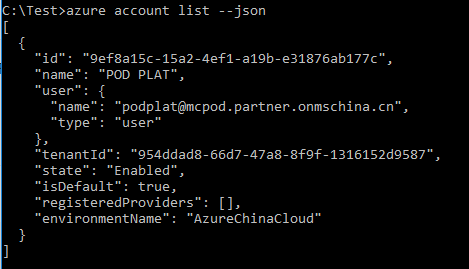 C:\Test>azure account list --json
[
  {
    "id": "9ef8a15c-15a2-4ef1-a19b-e31876ab177c",
    "name": "POD PLAT",
    "user": {
      "name": "podplat@mcpod.partner.onmschina.cn",
      "type": "user"
    },
    "tenantId": "954ddad8-66d7-47a8-8f9f-1316152d9587",
    "state": "Enabled",
    "isDefault": true,
    "registeredProviders": [],
    "environmentName": "AzureChinaCloud"
  }
]